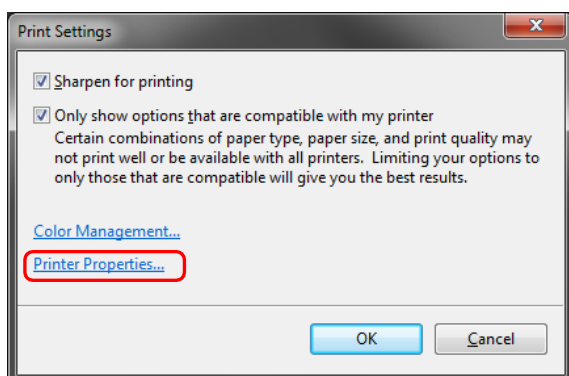 Print Settings
Sharpen for printing
Only show options that are compatible with my printer
Certain combinations of paper type, paper size, and print quality may
not print well or be available with all printers. Limiting your options to
only those that are compatible will give you the best results.
Color Management...
Printer Properties...
OK
Cancel